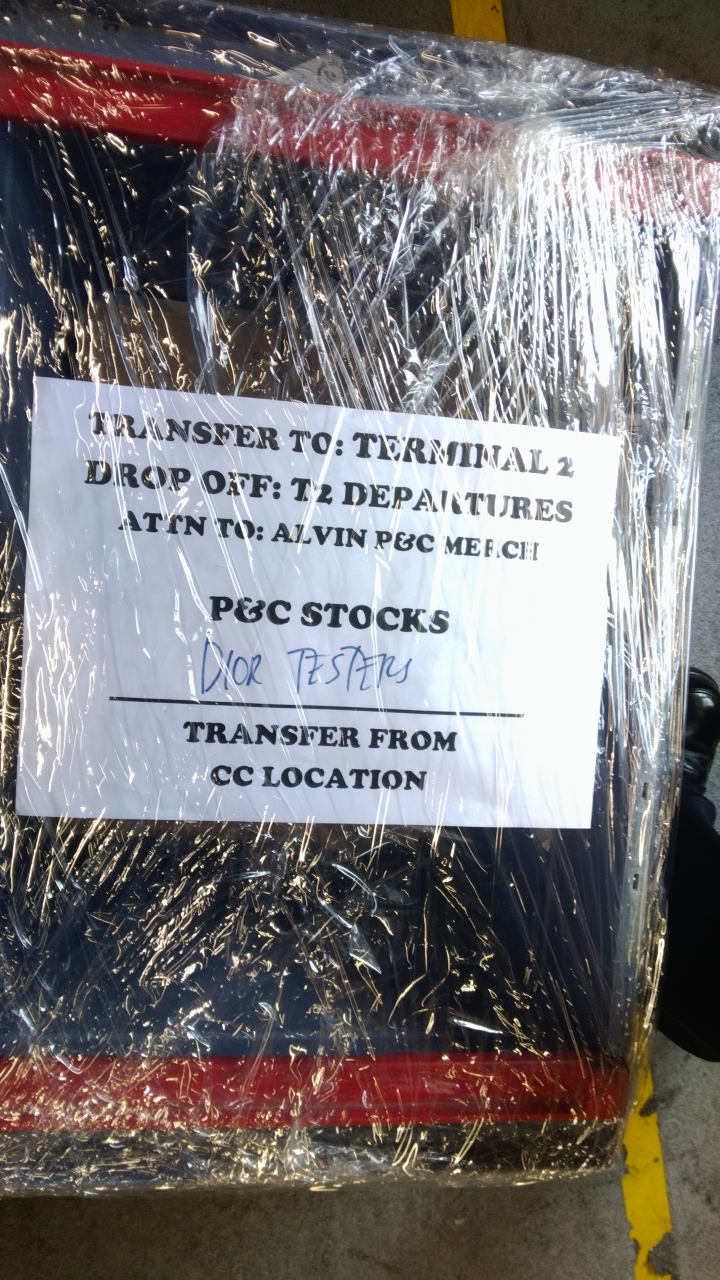 TRANSFER TO: TERMINAL 2
DROP OFF: T2 DEPARTURES
ATTN TO: ALVIN P&C MERCH
P&C STOCKS
DIOR TESTERS
TRANSFER FROM
CC LOCATION